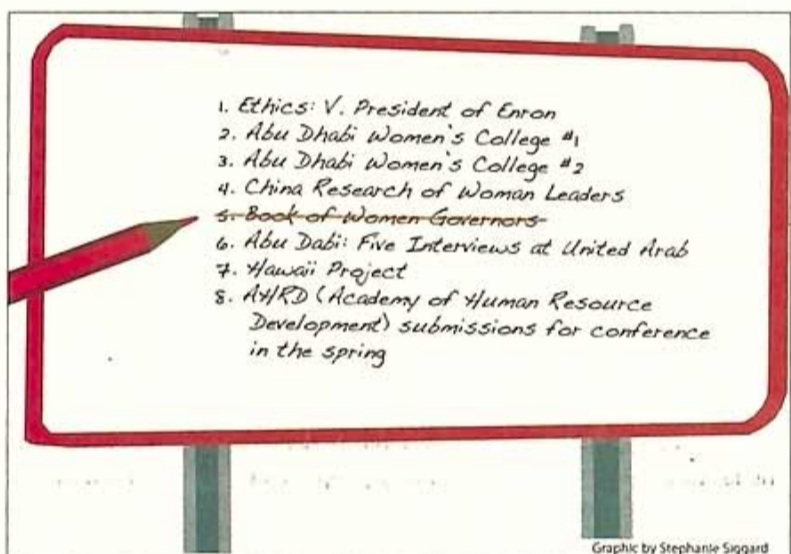 1. Ethics: V. President of Enron
2. Abu Dhabi Women's College #1
3. Abu Dhabi Women's College #2
4. China Research of Woman Leaders
5. Book of Women Governors
6. Abu Dabi: Five Interviews at United Arab
7. Hawaii Project
8. AHRD (Academy of Human Resource
Development) submissions for conference
in the spring
Graphic by Stephanie Siggard